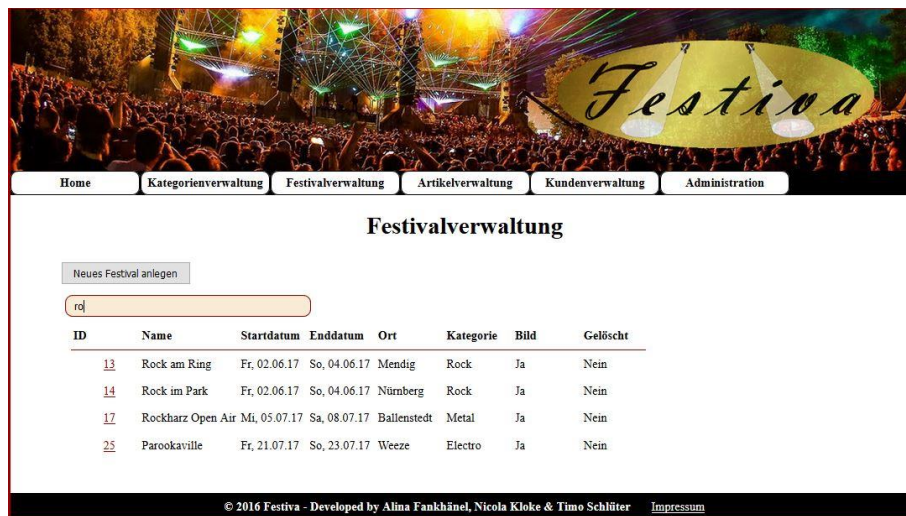 Festiva
Home Kategorienverwaltung Festivalverwaltung Artikelverwaltung Kundenverwaltung Administration
Festivalverwaltung
Neues Festival anlegen
ro
ID Name Startdatum Enddatum Ort Kategorie Bild Gelöscht
13 Rock am Ring Fr, 02.06.17 So, 04.06.17 Mendig Rock Ja Nein
14 Rock im Park Fr, 02.06.17 So, 04.06.17 Nürnberg Rock Ja Nein
17 Rockharz Open Air Mi, 05.07.17 Sa, 08.07.17 Ballenstedt Metal Ja Nein
25 Parookaville Fr, 21.07.17 So, 23.07.17 Weeze Electro Ja Nein
© 2016 Festiva - Developed by Alina Fankhänel, Nicola Kloke & Timo Schlüter Impressum